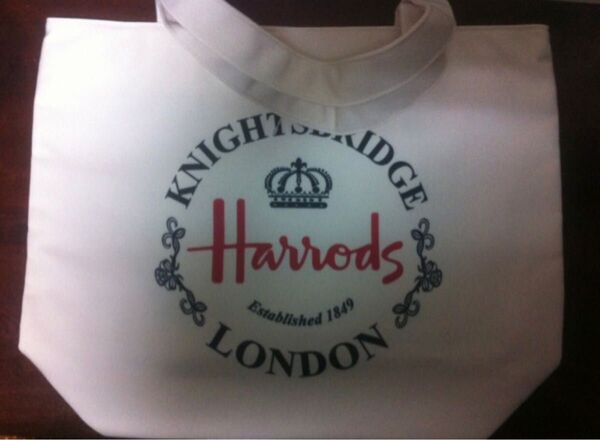 KNIGHTSBRIDGE
Harrods
Established 1849
LONDON